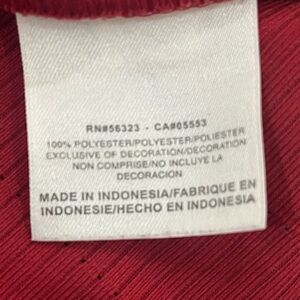 RN#56323 - CA#05553
100% POLYESTER/POLYESTER/POLIESTER
EXCLUSIVE OF DECORATION/DECORATION
NON COMPRISE/NO INCLUYE LA
DECORACION
MADE IN INDONESIA/FABRIQUE EN
INDONESIE/HECHO EN INDONESIA